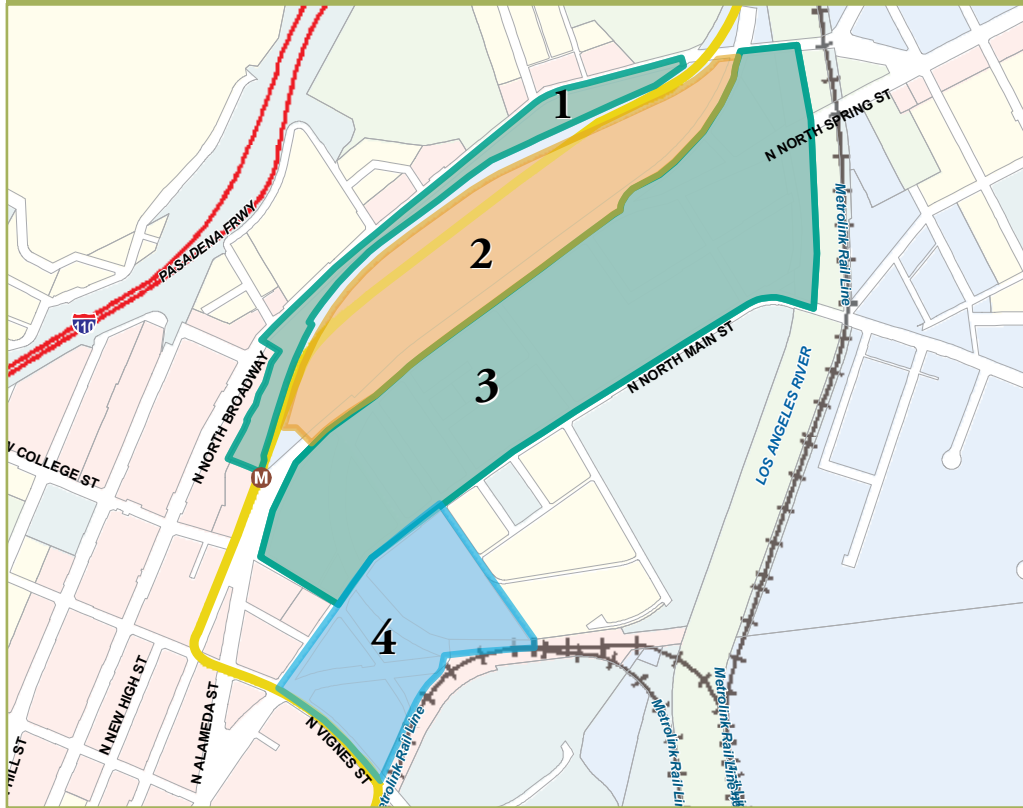 1
N NORTH SPRING ST
Metrolink Rail Line
PASADENA FRWY
2
110
3
N NORTH MAIN ST
N NORTH BROADWAY
LOS ANGELES RIVER
W COLLEGE ST
M
4
N NEW HIGH ST
N ALAMEDA ST
N VIGNES ST
Metrolink Rail Line
HILL ST
Metrolink Rail Li
Metrolink Rail Line